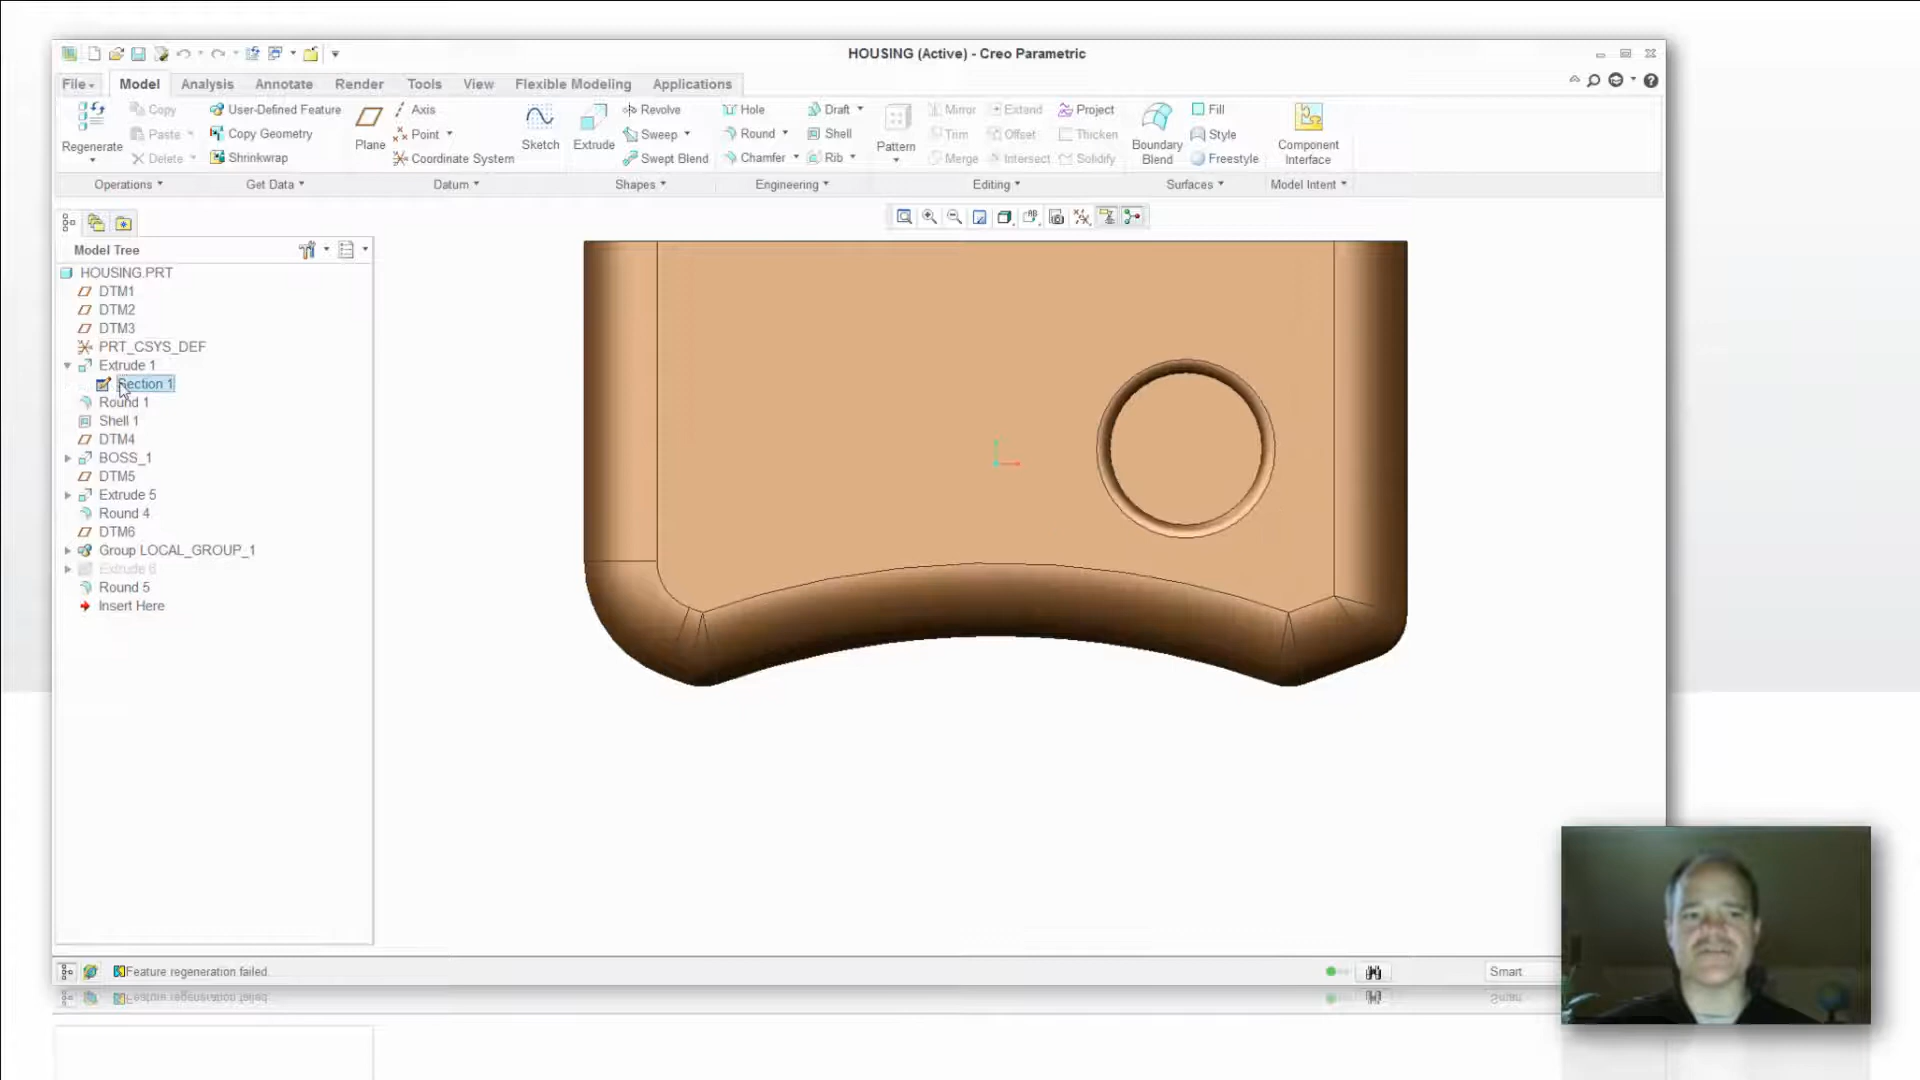 HOUSING (Active) - Creo Parametric
File Model Analysis Annotate Render Tools View Flexible Modeling Applications
Regenerate
Copy
Paste
Delete
User-Defined Feature
Copy Geometry
Shrinkwrap
Plane
Axis
Point
Coordinate System
Sketch
Extrude
Revolve
Sweep
Swept Blend
Hole
Round
Chamfer
Draft
Shell
Rib
Pattern
Mirror
Extend
Project
Trim
Offset
Thicken
Merge
Intersect
Solidify
Boundary
Blend
Fill
Style
Freestyle
Component
Interface
Operations Get Data Datum Shapes Engineering Editing Surfaces Model Intent
Model Tree
HOUSING.PRT
DTM1
DTM2
DTM3
PRT_CSYS_DEF
Extrude 1
Section 1
Round 1
Shell 1
DTM4
BOSS_1
DTM5
Extrude 5
Round 4
DTM6
Group LOCAL_GROUP_1
Extrude 6
Round 5
Insert Here
Feature regeneration failed.
Smart